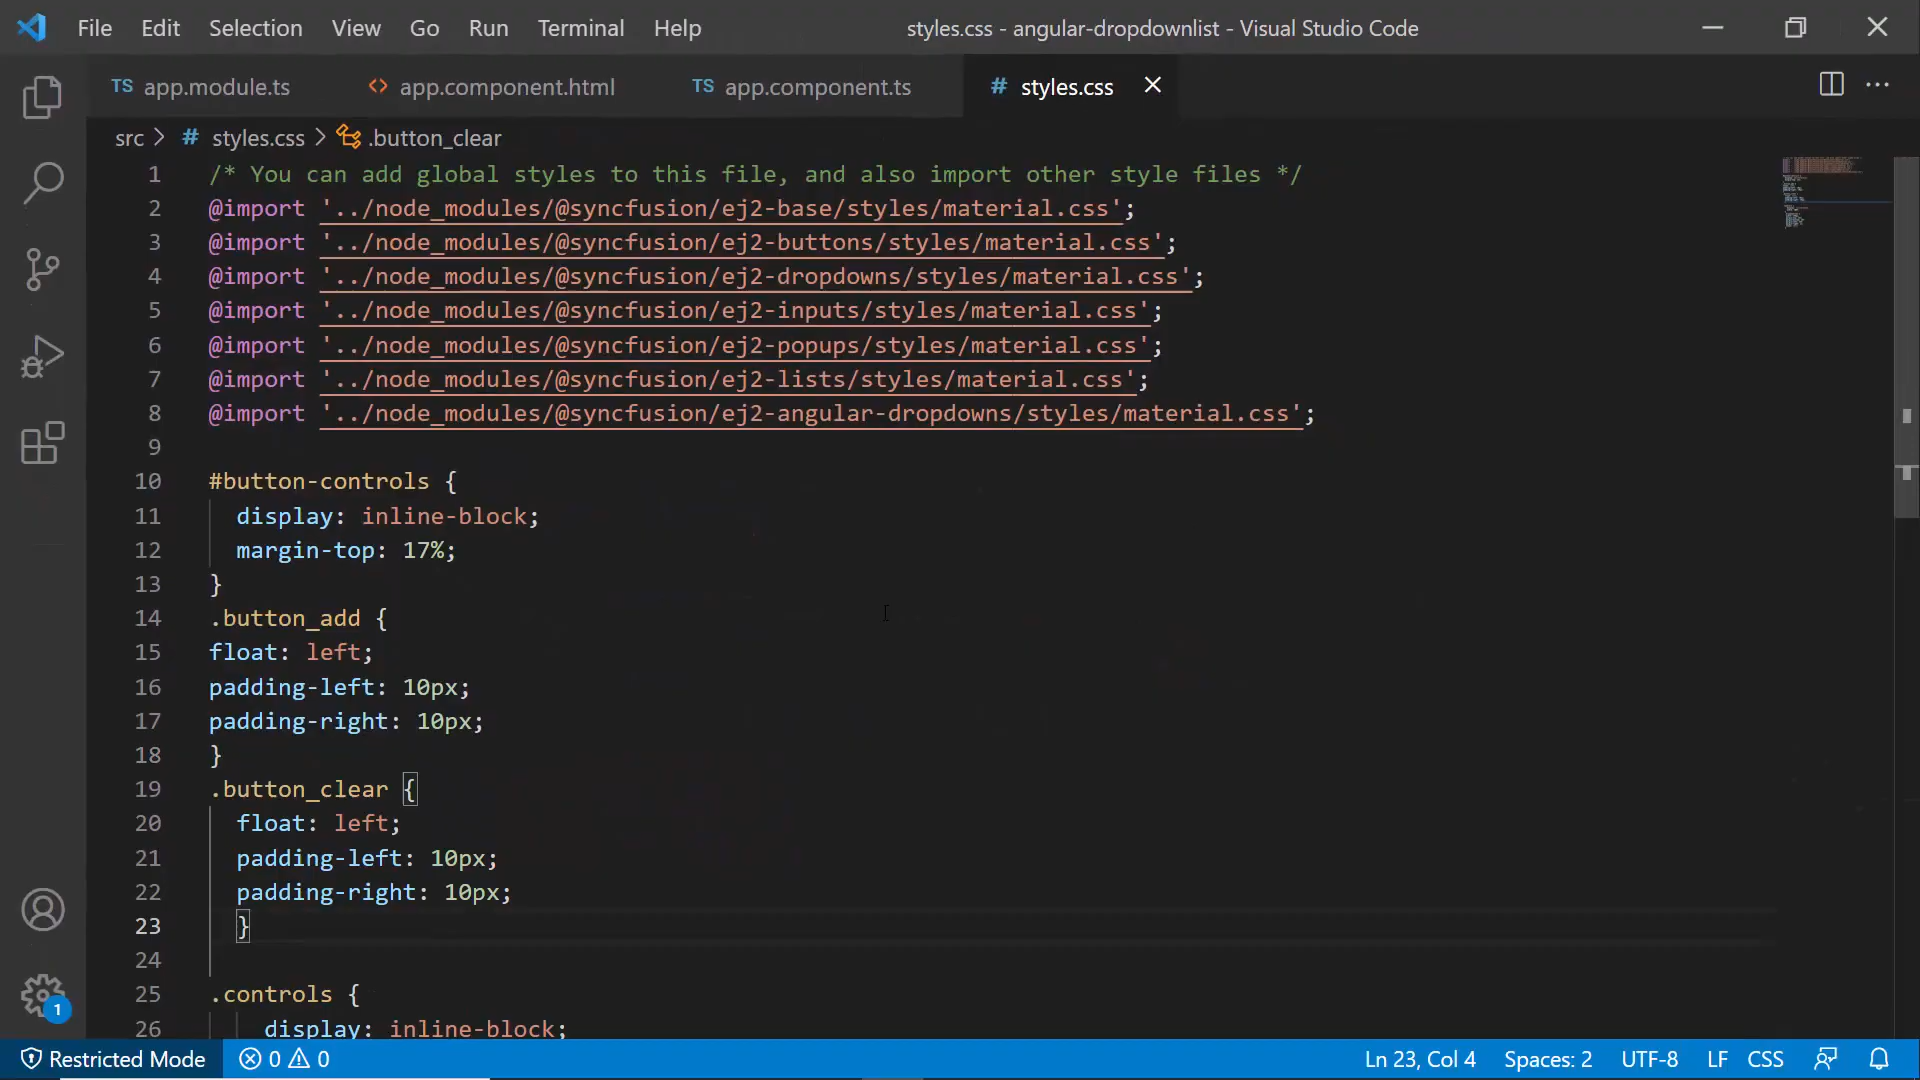 File Edit Selection View Go Run Terminal Help styles.css - angular-dropdownlist - Visual Studio Code
TS app.module.ts <> app.component.html TS app.component.ts # styles.css
src > # styles.css > .button_clear
1 /* You can add global styles to this file, and also import other style files */
2 @import '../node_modules/@syncfusion/ej2-base/styles/material.css';
3 @import '../node_modules/@syncfusion/ej2-buttons/styles/material.css';
4 @import '../node_modules/@syncfusion/ej2-dropdowns/styles/material.css';
5 @import '../node_modules/@syncfusion/ej2-inputs/styles/material.css';
6 @import '../node_modules/@syncfusion/ej2-popups/styles/material.css';
7 @import '../node_modules/@syncfusion/ej2-lists/styles/material.css';
8 @import '../node_modules/@syncfusion/ej2-angular-dropdowns/styles/material.css';
9
10 #button-controls {
11 display: inline-block;
12 margin-top: 17%;
13 }
14 .button_add {
15 float: left;
16 padding-left: 10px;
17 padding-right: 10px;
18 }
19 .button_clear {
20 float: left;
21 padding-left: 10px;
22 padding-right: 10px;
23 }
24
25 .controls {
26 display: inline-block;
1
Restricted Mode 0 0 Ln 23, Col 4 Spaces: 2 UTF-8 LF CSS